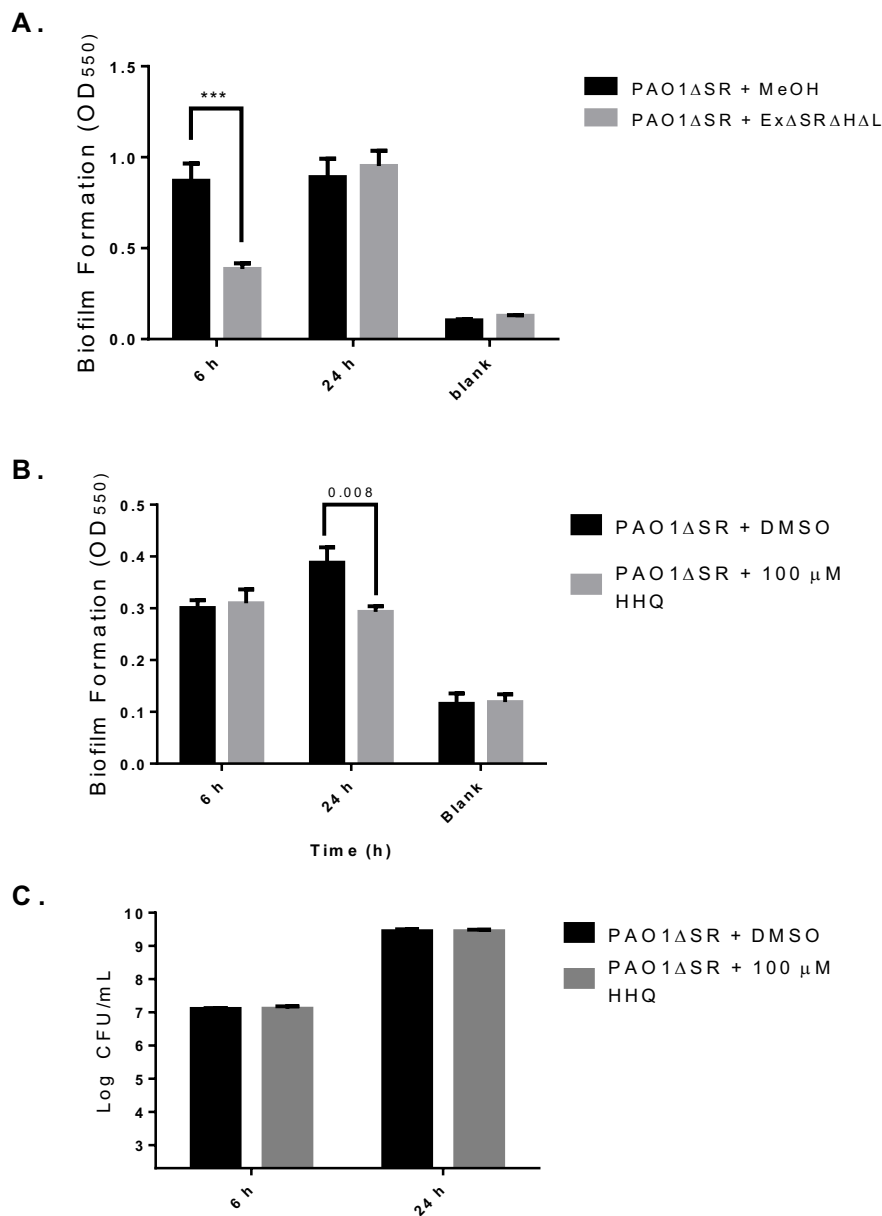 A.
Biofilm Formation (OD550)
1.5
1.0
0.5
0.0
***
6 h
24 h
blank
PAO1ΔSR + MeOH
PAO1ΔSR + ExΔSRΔHΔL
B.
Biofilm Formation (OD550)
0.5
0.4
0.3
0.2
0.1
0.0
0.008
6 h
24 h
Blank
Time (h)
PAO1ΔSR + DMSO
PAO1ΔSR + 100 μM
HHQ
C.
Log CFU/mL
10
9
8
7
6
5
4
3
6 h
24 h
PAO1ΔSR + DMSO
PAO1ΔSR + 100 μM
HHQ